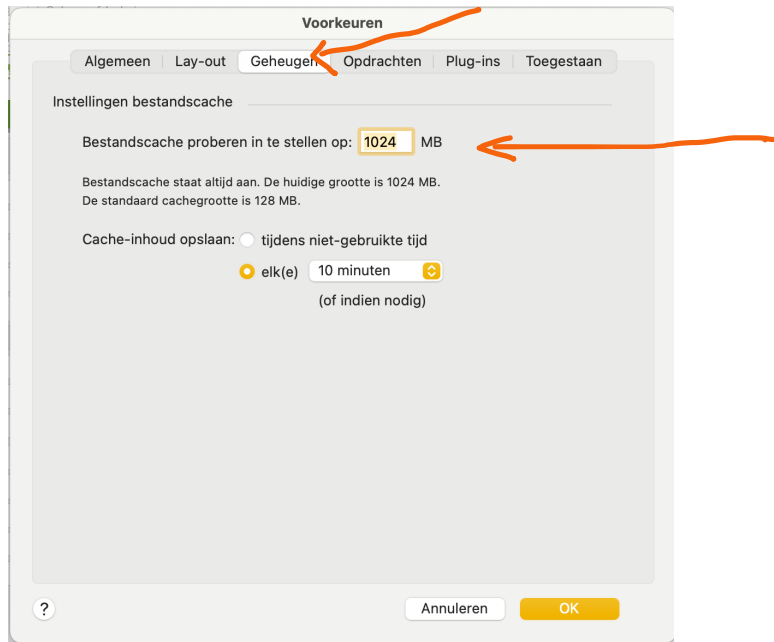 Voorkeuren
Algemeen Lay-out Geheugen Opdrachten Plug-ins Toegestaan
Instellingen bestandscache
Bestandscache proberen in te stellen op: 1024 MB
Bestandscache staat altijd aan. De huidige grootte is 1024 MB.
De standaard cachegrootte is 128 MB.
Cache-inhoud opslaan: tijdens niet-gebruikte tijd
elk(e) 10 minuten
(of indien nodig)
? Annuleren OK